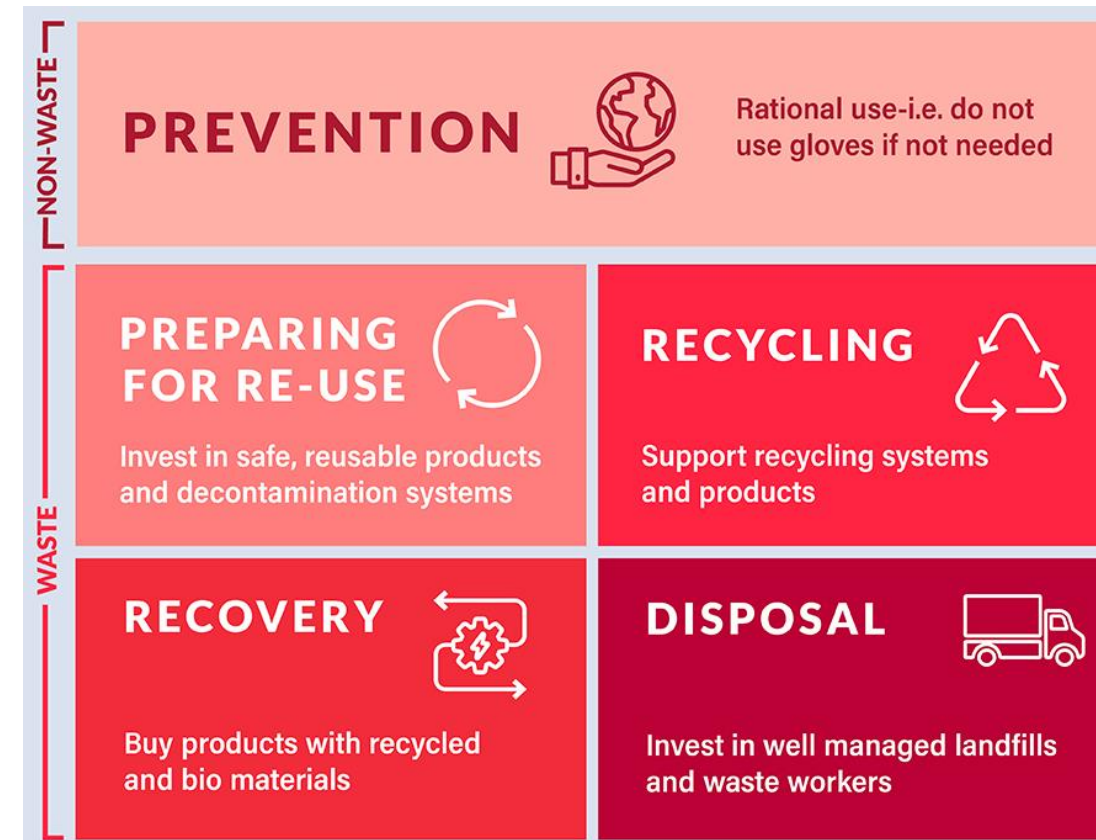 NON-WASTE
PREVENTION
Rational use-i.e. do not
use gloves if not needed
WASTE
PREPARING
FOR RE-USE
Invest in safe, reusable products
and decontamination systems
RECYCLING
Support recycling systems
and products
RECOVERY
Buy products with recycled
and bio materials
DISPOSAL
Invest in well managed landfills
and waste workers